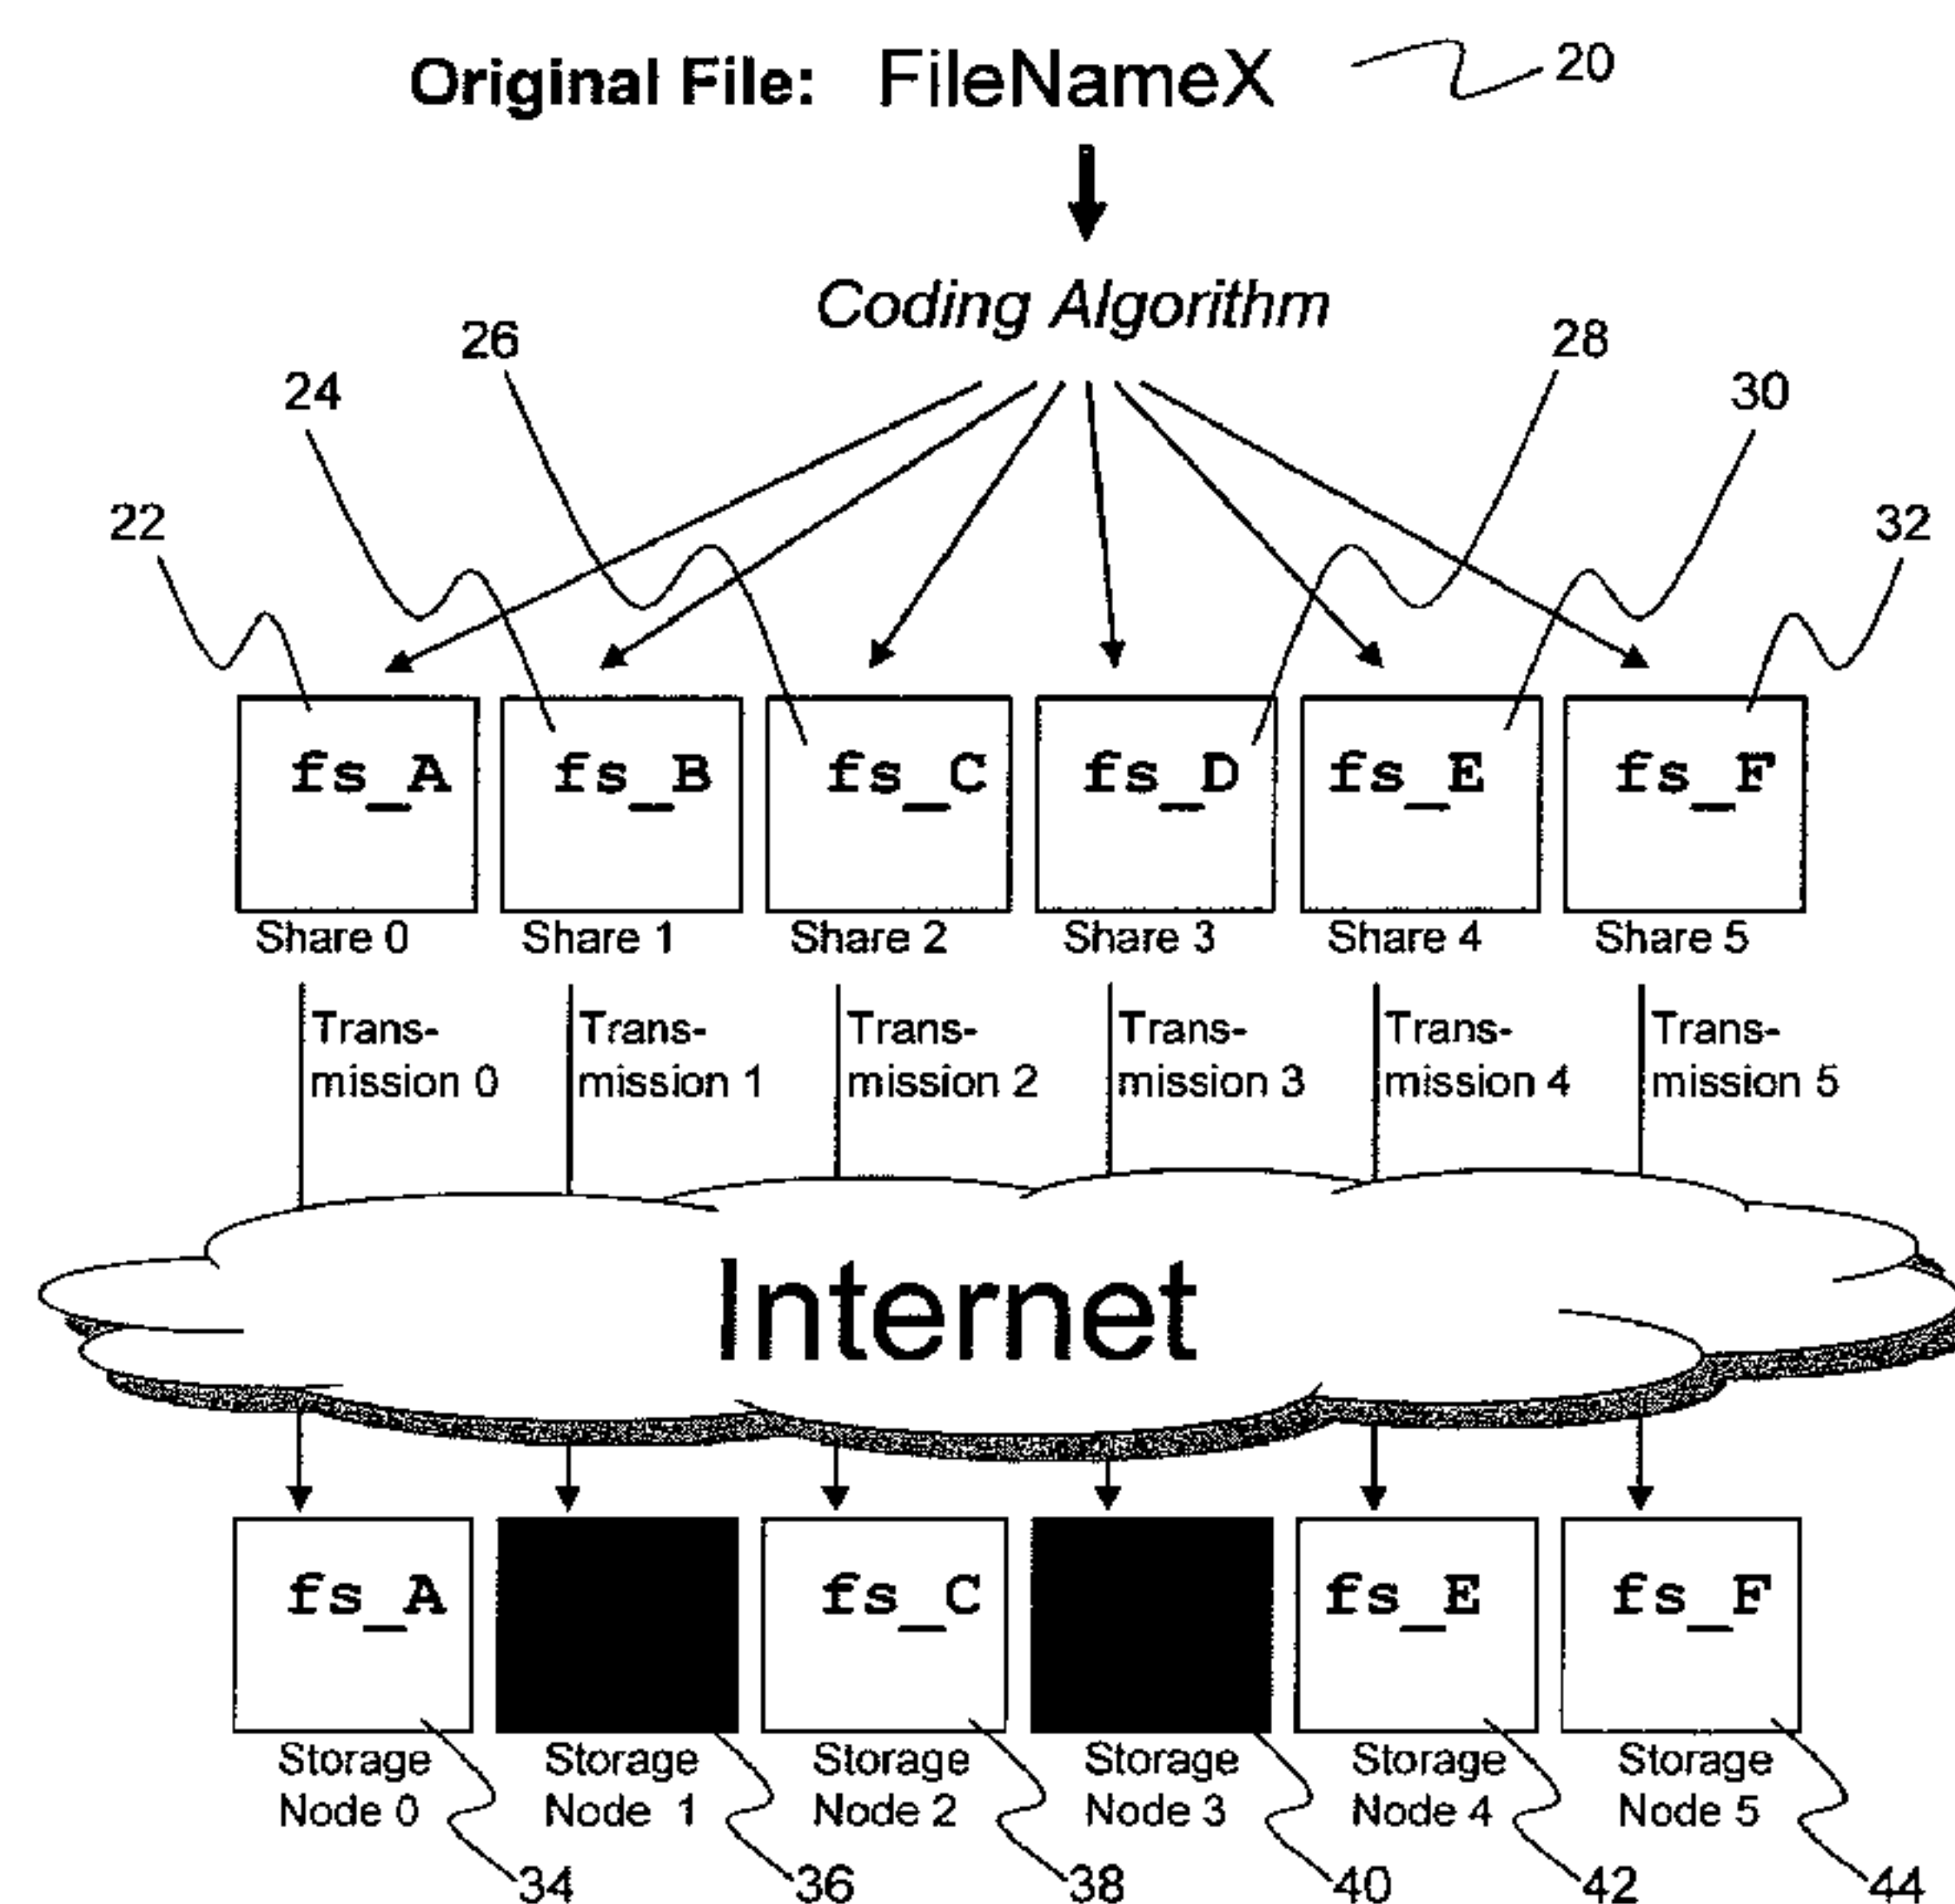 Original File: FileNameX 20
Coding Algorithm
26 28
24 30
22 32
fs_A fs_B fs_C fs_D fs_E fs_F
Share 0 Share 1 Share 2 Share 3 Share 4 Share 5
Trans- Trans- Trans- Trans- Trans- Trans-
mission 0 mission 1 mission 2 mission 3 mission 4 mission 5
Internet
fs_A fs_C fs_E fs_F
Storage Storage Storage Storage Storage Storage
Node 0 Node 1 Node 2 Node 3 Node 4 Node 5
34 36 38 40 42 44